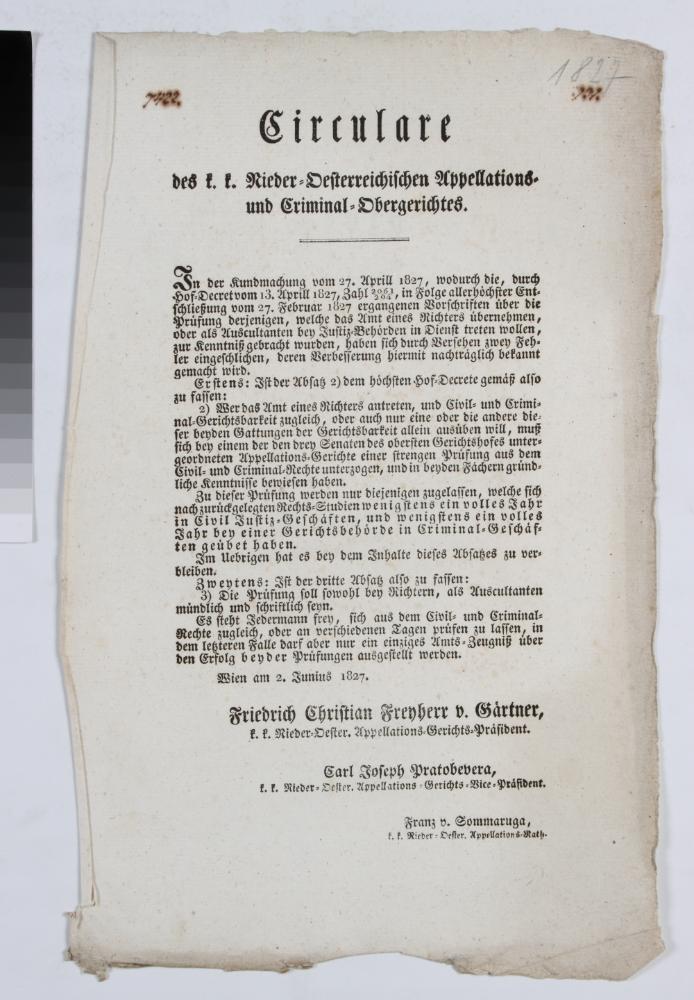 1827
Circulare
des k. k. Nieder-Oesterreichischen Appellations-
und Criminal-Obergerichtes.
In der Kundmachung vom 27. Aprill 1827, wodurch die, durch
Hof-Decret vom 13. Aprill 1827, Zahl, in Folge allerhöchster Ent-
schließung vom 27. Februar 1827 ergangenen Vorschriften über die
Prüfung derjenigen, welche das Amt eines Richters übernehmen,
oder als Auscultanten bey Justiz-Behörden in Dienst treten wollen,
zur Kenntniß gebracht wurden, haben sich durch Versehen zwey Feh-
ler eingeschlichen, deren Verbesserung hiermit nachträglich bekannt
gemacht wird.
Erstens: Ist der Absatz 2) dem höchsten Hof-Decrete gemäß also
zu fassen:
2) Wer das Amt eines Richters antreten, und Civil- und Crimi-
nal-Gerichtsbarkeit zugleich, oder auch nur eine oder die andere die-
ser beyden Gattungen der Gerichtsbarkeit allein ausüben will, muß
sich bey einem der den drey Senaten des obersten Gerichtshofes unter-
geordneten Appellations-Gerichte einer strengen Prüfung aus dem
Civil- und Criminal-Rechte unterzogen, und in beyden Fächern gründ-
liche Kenntnisse bewiesen haben.
Zu dieser Prüfung werden nur diejenigen zugelassen, welche sich
nach zurückgelegten Rechts-Studien wenigstens ein volles Jahr
in Civil Justiz-Geschäften, und wenigstens ein volles
Jahr bey einer Gerichtsbehörde in Criminal-Geschäf-
ten geübet haben.
Im Uebrigen hat es bey dem Inhalte dieses Absatzes zu ver-
bleiben.
Zweytens: Ist der dritte Absatz also zu fassen:
3) Die Prüfung soll sowohl bey Richtern, als Auscultanten
mündlich und schriftlich seyn.
Es steht Jedermann frey, sich aus dem Civil- und Criminal-
Rechte zugleich, oder an verschiedenen Tagen prüfen zu lassen, in
dem letzteren Falle darf aber nur ein einziges Amts-Zeugniß über
den Erfolg beyder Prüfungen ausgestellt werden.
Wien am 2. Junius 1827.
Friedrich Christian Freyherr v. Gärtner,
k. k. Nieder-Oester. Appellations-Gerichts-Präsident.
Carl Joseph Pratobevera,
k. k. Nieder-Oester. Appellations-Gerichts-Vice-Präsident.
Franz v. Sommaruga,
k. k. Nieder-Oester. Appellations-Rath.